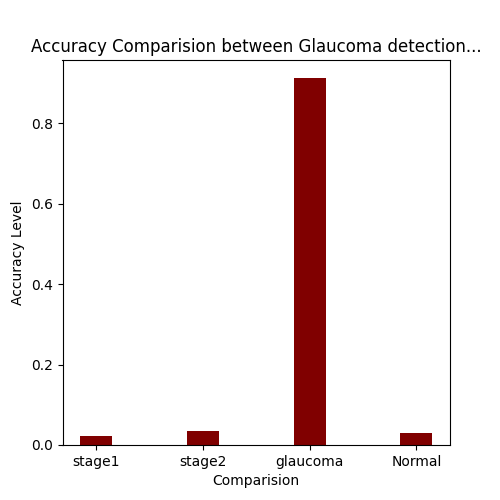 Accuracy Comparision between Glaucoma detection...
Accuracy Level
0.8
0.6
0.4
0.2
0.0
stage1 stage2 glaucoma Normal
Comparision